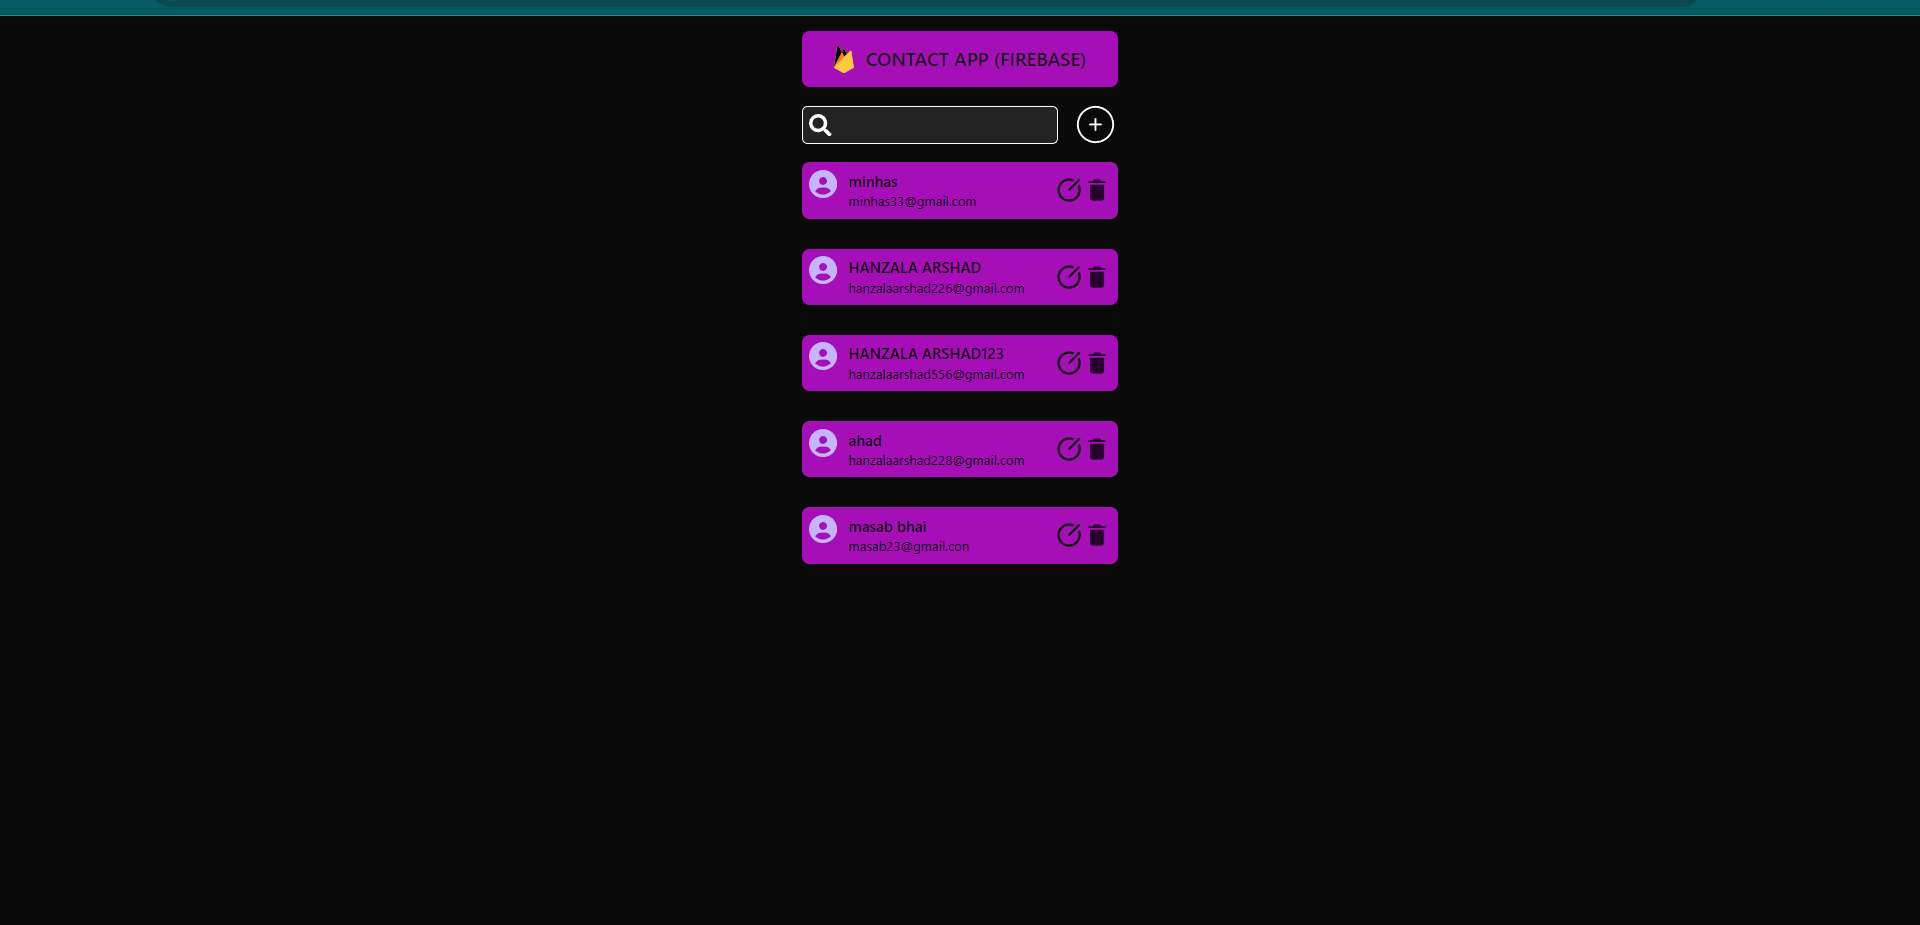 CONTACT APP (FIREBASE)
minhas
minhas33@gmail.com
HANZALA ARSHAD
hanzalaarshad226@gmail.com
HANZALA ARSHAD123
hanzalaarshad556@gmail.com
ahad
hanzalaarshad228@gmail.com
masab bhai
masab23@gmail.con